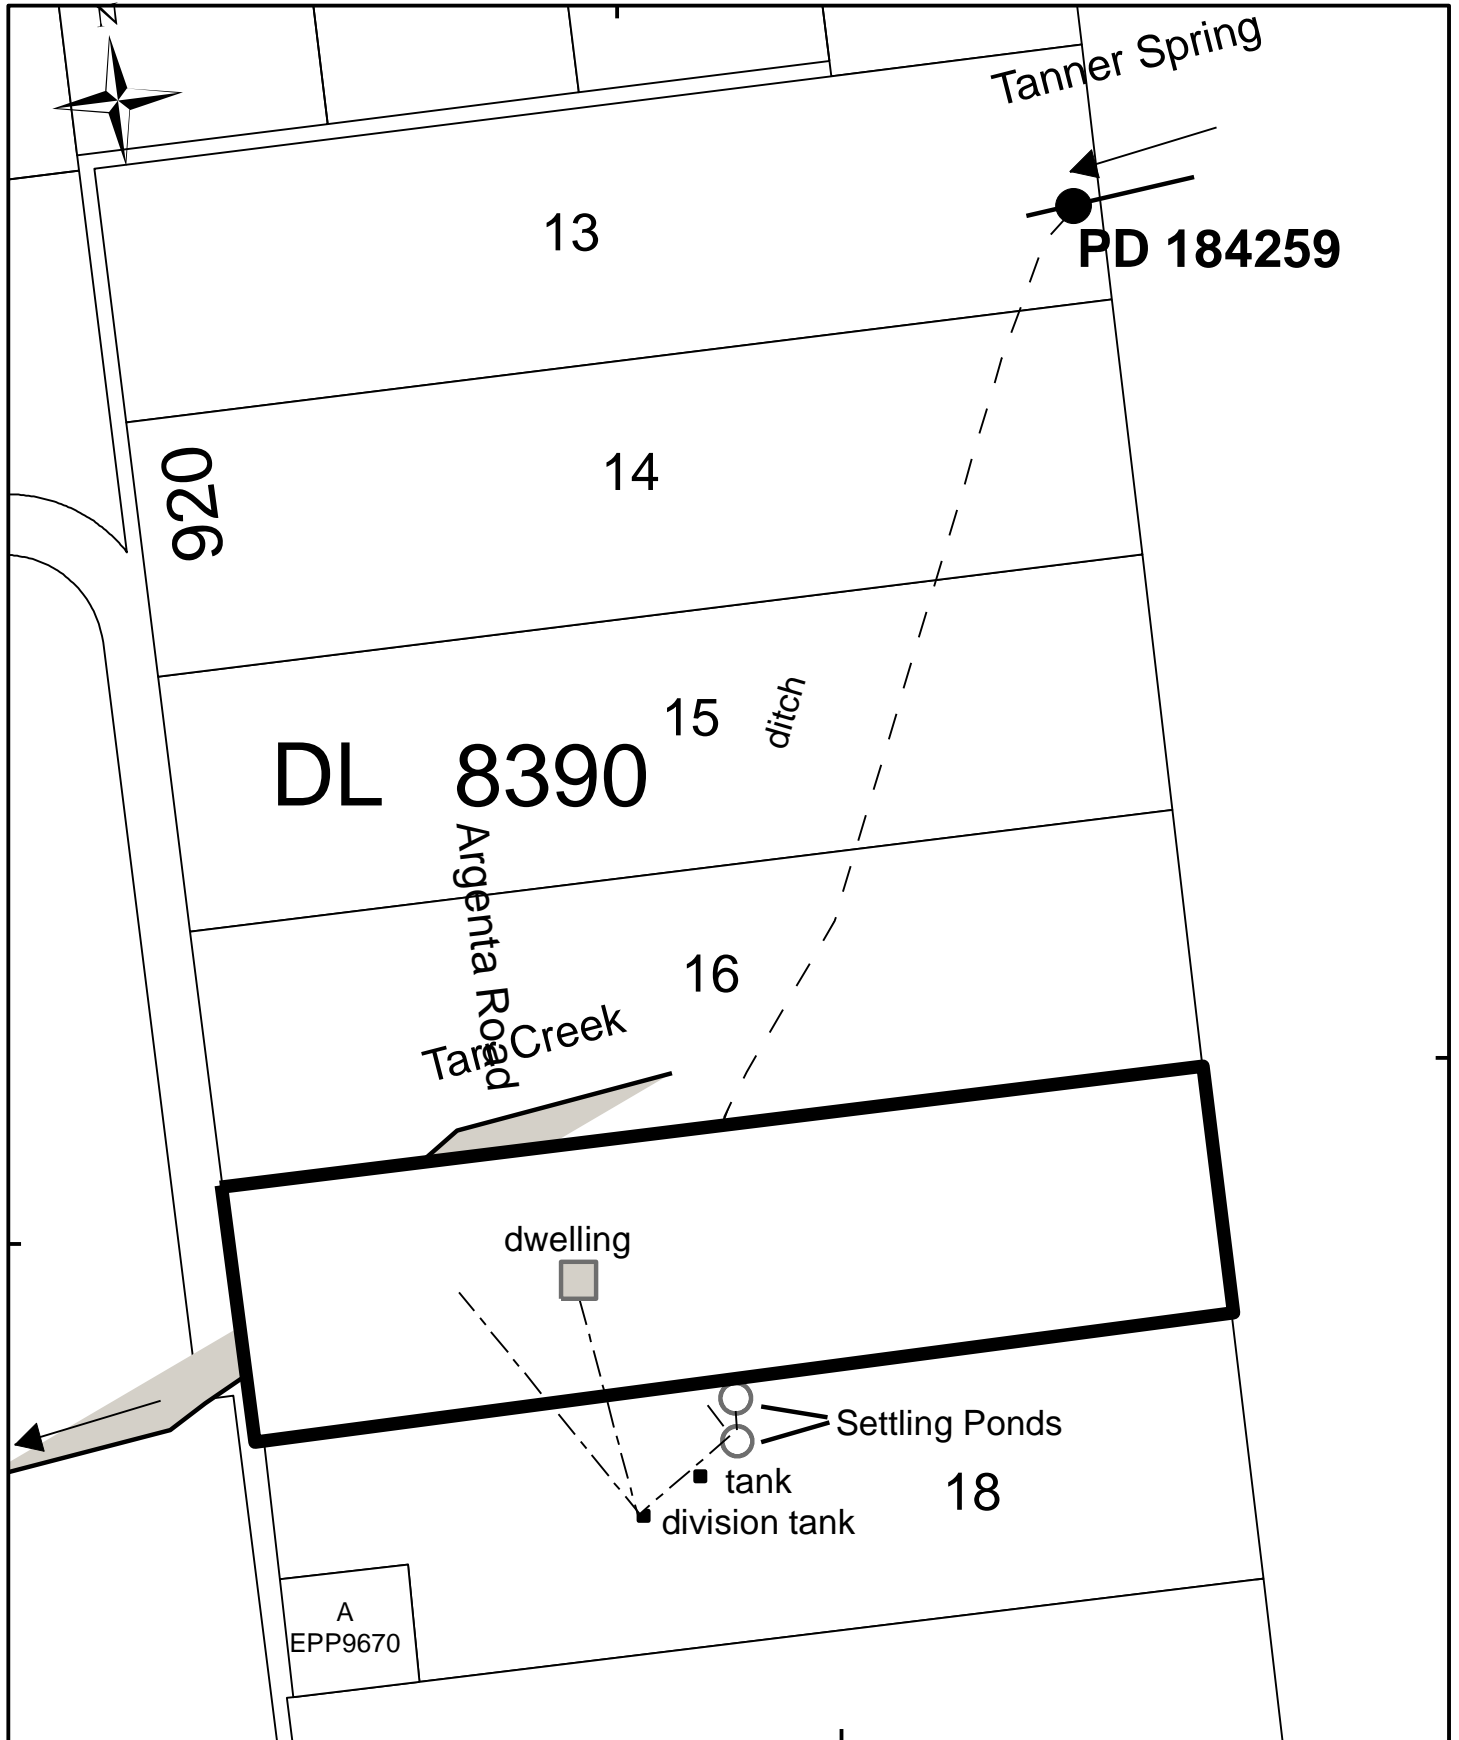 N
Tanner Spring
PD 184259
13
14
920
15
ditch
DL 8390
Argenta Road
16
Tarr Creek
dwelling
Settling Ponds
tank
18
division tank
A
EPP9670